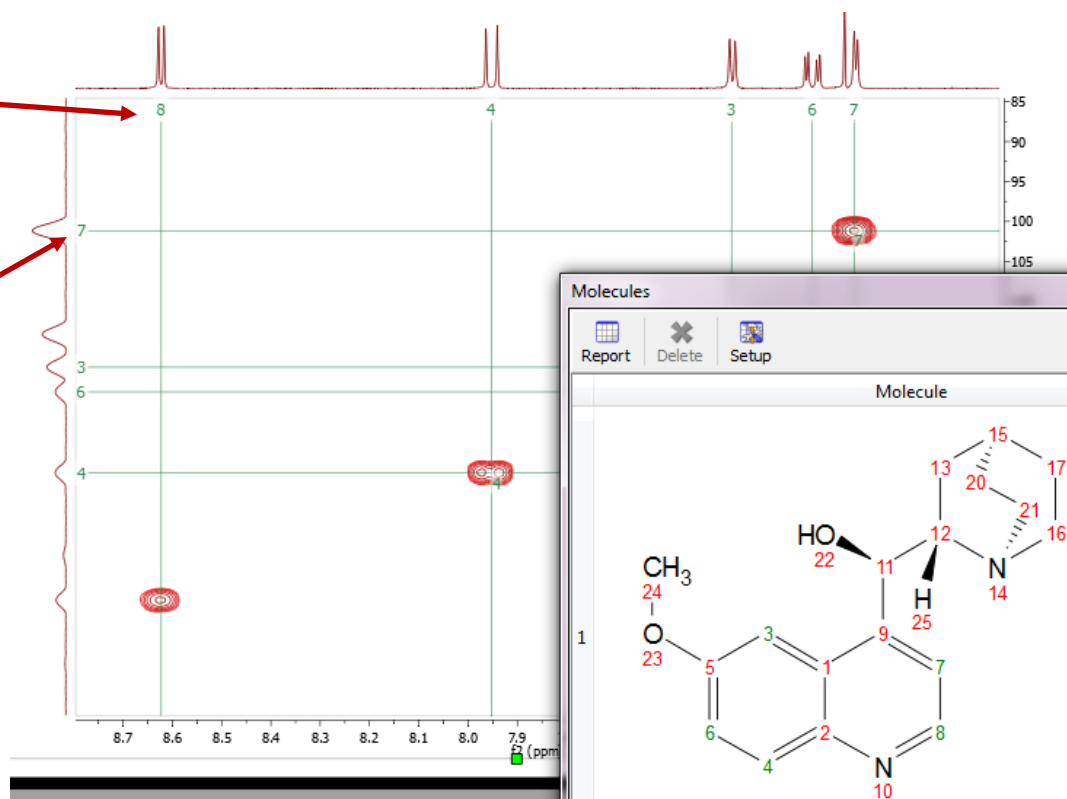 8 4 3 6 7
85
90
95
100
105
7
3
6
4
7
4
8.7 8.6 8.5 8.4 8.3 8.2 8.1 8.0 7.9
f2 (ppm
Molecules
Report Delete Setup
Molecule
1
15
13 17
20
21
HO 12 16
22 11 N
CH3 14
24 H
25
O 3 9
23 5 1 7
6 2 8
4 N
10